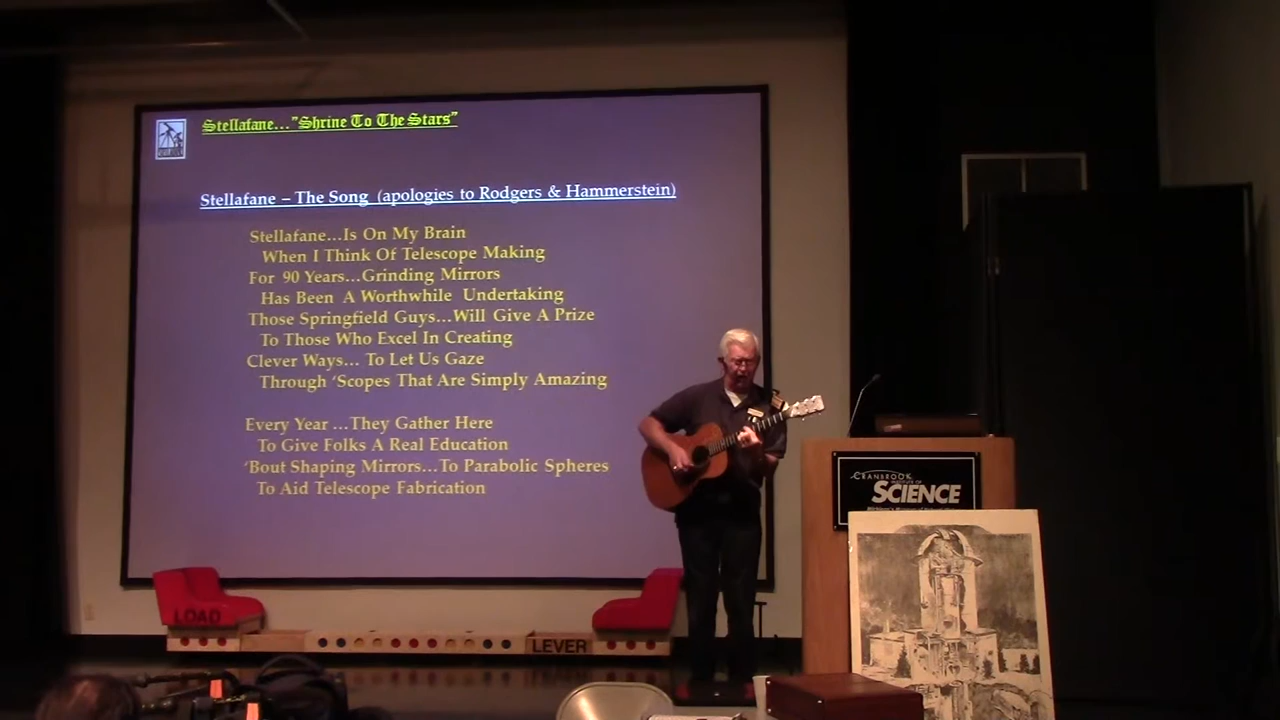 Stellafane..."Shrine To The Stars"
Stellafane – The Song (apologies to Rodgers & Hammerstein)
Stellafane...Is On My Brain
When I Think Of Telescope Making
For 90 Years...Grinding Mirrors
Has Been A Worthwhile Undertaking
Those Springfield Guys...Will Give A Prize
To Those Who Excel In Creating
Clever Ways... To Let Us Gaze
Through 'Scopes That Are Simply Amazing
Every Year ...They Gather Here
To Give Folks A Real Education
'Bout Shaping Mirrors...To Parabolic Spheres
To Aid Telescope Fabrication
CRANBROOK
INSTITUTE OF
SCIENCE
LOAD
LEVER